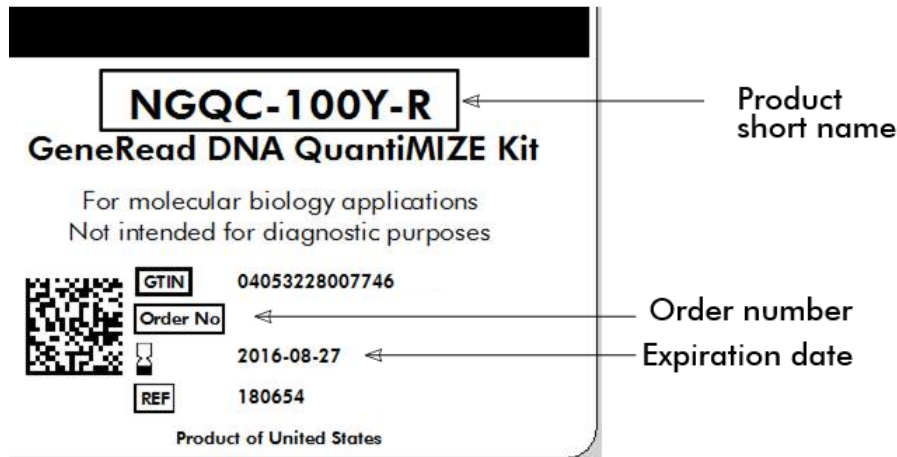 NGQC-100Y-R
Product
short name
GeneRead DNA QuantiMIZE Kit
For molecular biology applications
Not intended for diagnostic purposes
GTIN 04053228007746
Order No
Order number
2016-08-27
Expiration date
REF 180654
Product of United States